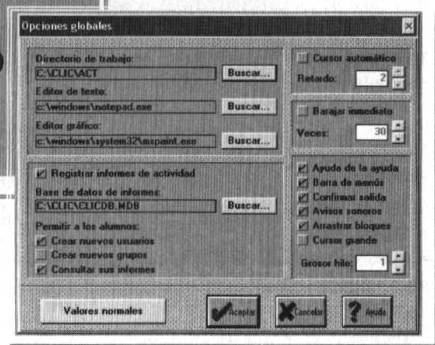 Opciones globales
Directorio de trabajo:
C:\CLIC\ACT
Buscar...
Editor de texto:
c:\windows\notepad.exe
Buscar...
Editor gráfico:
c:\windows\system32\mspaint.exe
Buscar...
Registrar informes de actividad
Base de datos de informes:
C:\CLIC\CLICDB.MDB
Buscar...
Permitir a los alumnos:
Crear nuevos usuarios
Crear nuevos grupos
Consultar sus informes
Cursor automático
Retardo: 2
Barajar inmediato
Veces: 30
Ayuda de la ayuda
Barra de menús
Confirmar salida
Avisos sonoros
Arrastrar bloques
Cursor grande
Grosor hilo: 1
Valores normales
Aceptar
Cancelar
Ayuda